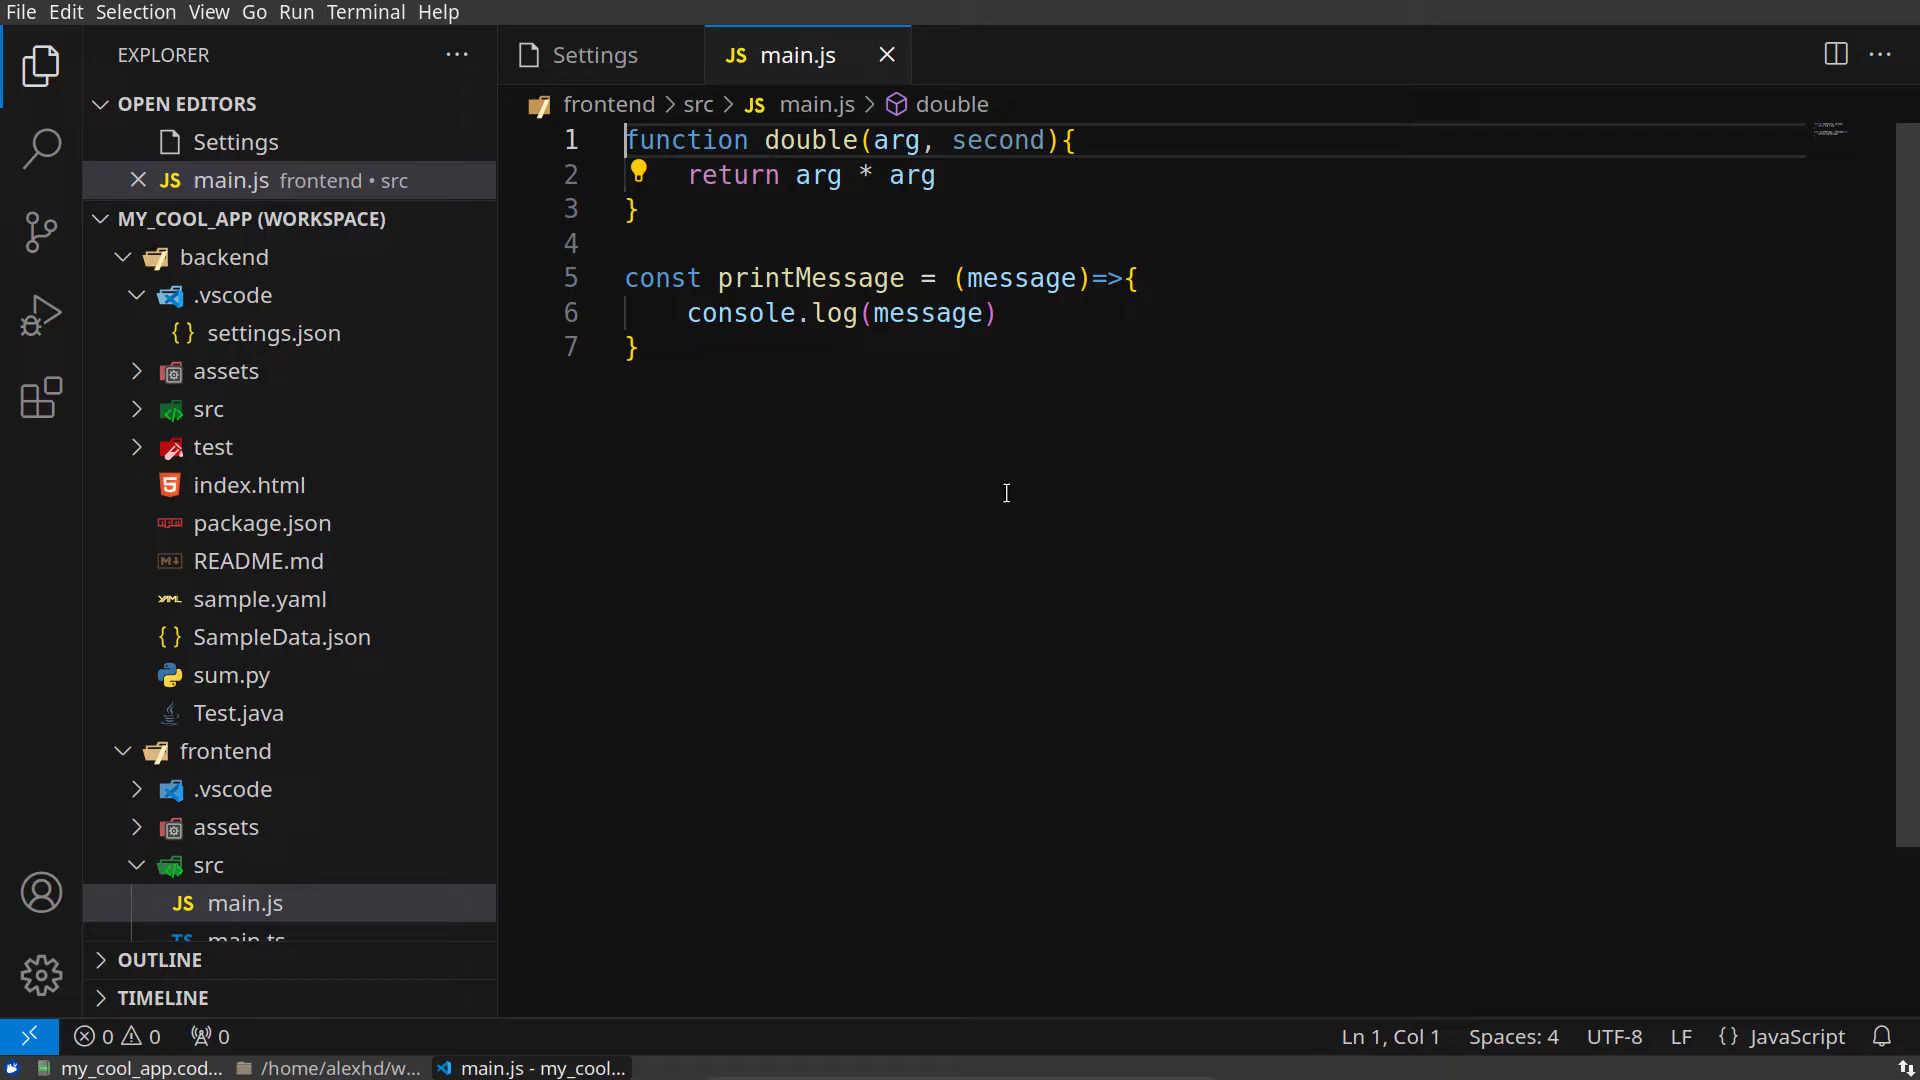 File Edit Selection View Go Run Terminal Help
EXPLORER
OPEN EDITORS
Settings
JS main.js frontend • src
MY_COOL_APP (WORKSPACE)
backend
.vscode
{ } settings.json
assets
src
test
index.html
package.json
README.md
sample.yaml
{ } SampleData.json
sum.py
Test.java
frontend
.vscode
assets
src
JS main.js
TS main.ts
OUTLINE
TIMELINE
Settings
JS main.js
frontend > src > JS main.js > double
1 function double(arg, second){
2 return arg * arg
3 }
4
5 const printMessage = (message)=>{
6 console.log(message)
7 }
0 0 0
Ln 1, Col 1 Spaces: 4 UTF-8 LF { } JavaScript
my_cool_app.cod... /home/alexhd/w... main.js - my_cool...